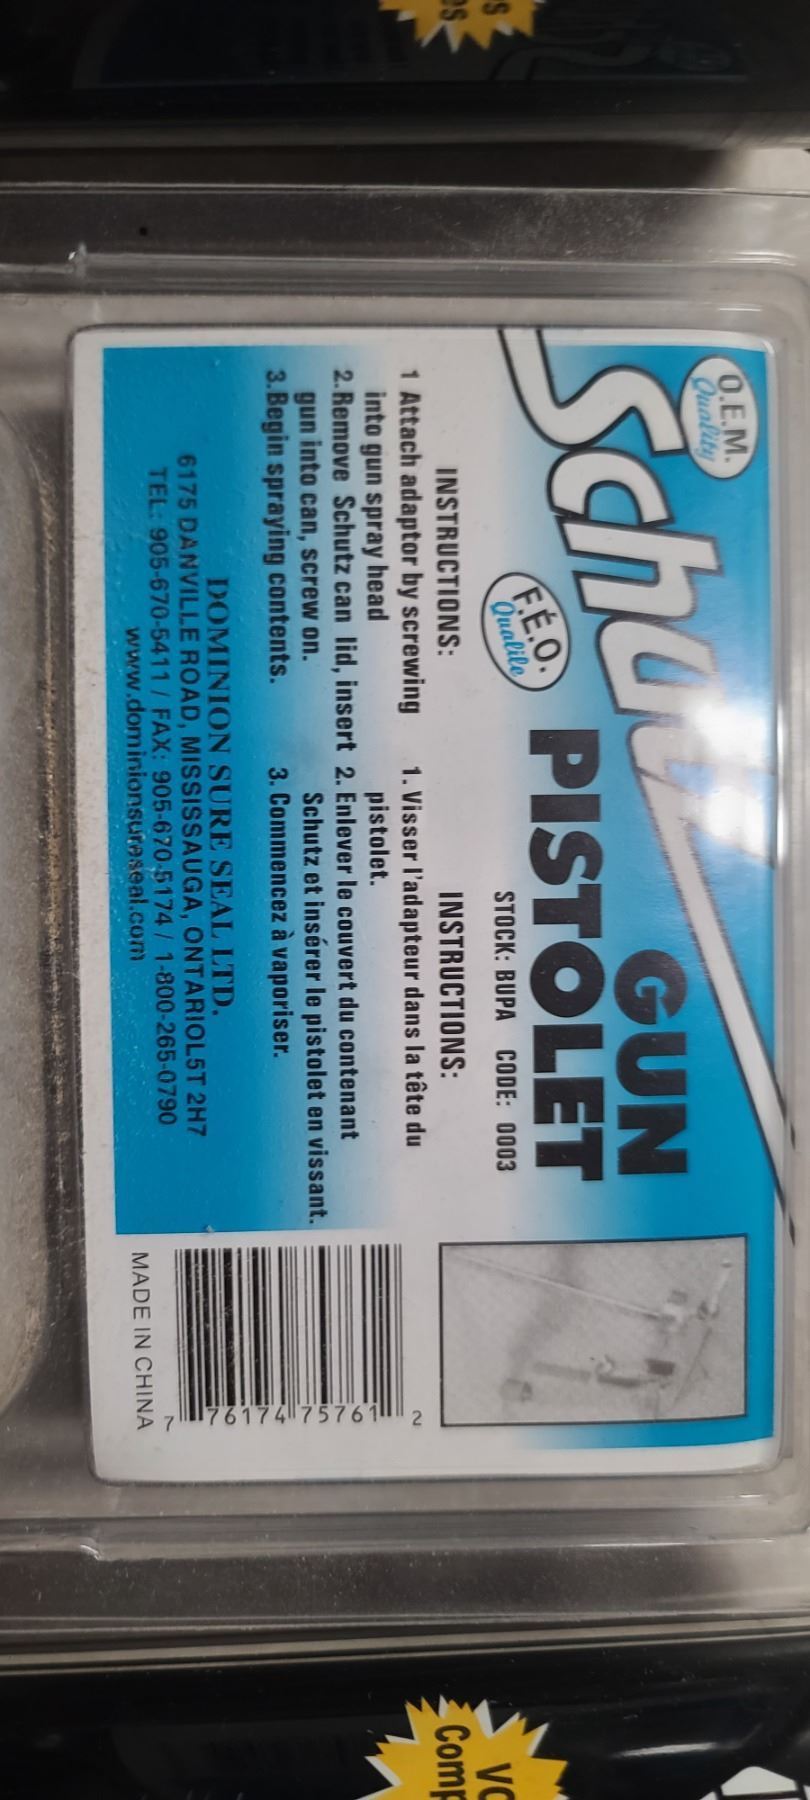 O.E.M.
Quality
Schutz
F.É.O.
Qualité
GUN
PISTOLET
STOCK: BUPA CODE: 0003
INSTRUCTIONS:
1 Attach adaptor by screwing
into gun spray head
2.Remove Schutz can lid, insert
gun into can, screw on.
3.Begin spraying contents.
INSTRUCTIONS:
1. Visser l'adapteur dans la tête du
pistolet.
2. Enlever le couvert du contenant
Schutz et insérer le pistolet en vissant.
3. Commencez à vaporiser.
DOMINION SURE SEAL LTD.
6175 DANVILLE ROAD, MISSISSAUGA, ONTARIOL5T 2H7
TEL: 905-670-5411 / FAX: 905-670-5174 / 1-800-265-0790
www.dominionsureseal.com
7 76174 75761 2
MADE IN CHINA